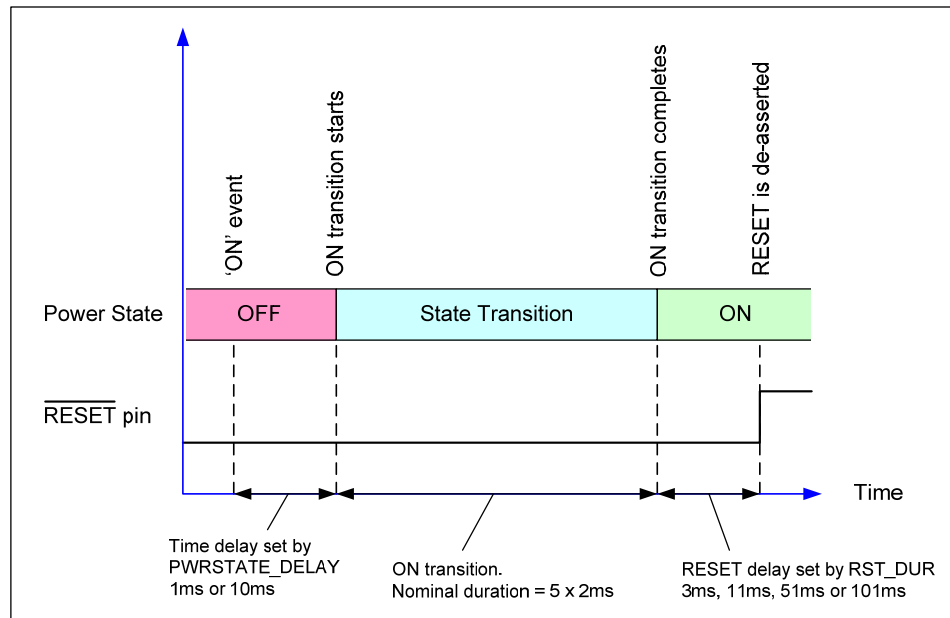 'ON' event
ON transition starts
ON transition completes
RESET is de-asserted
Power State
OFF
State Transition
ON
RESET pin
Time
Time delay set by
PWRSTATE_DELAY
1ms or 10ms
ON transition.
Nominal duration = 5 x 2ms
RESET delay set by RST_DUR
3ms, 11ms, 51ms or 101ms